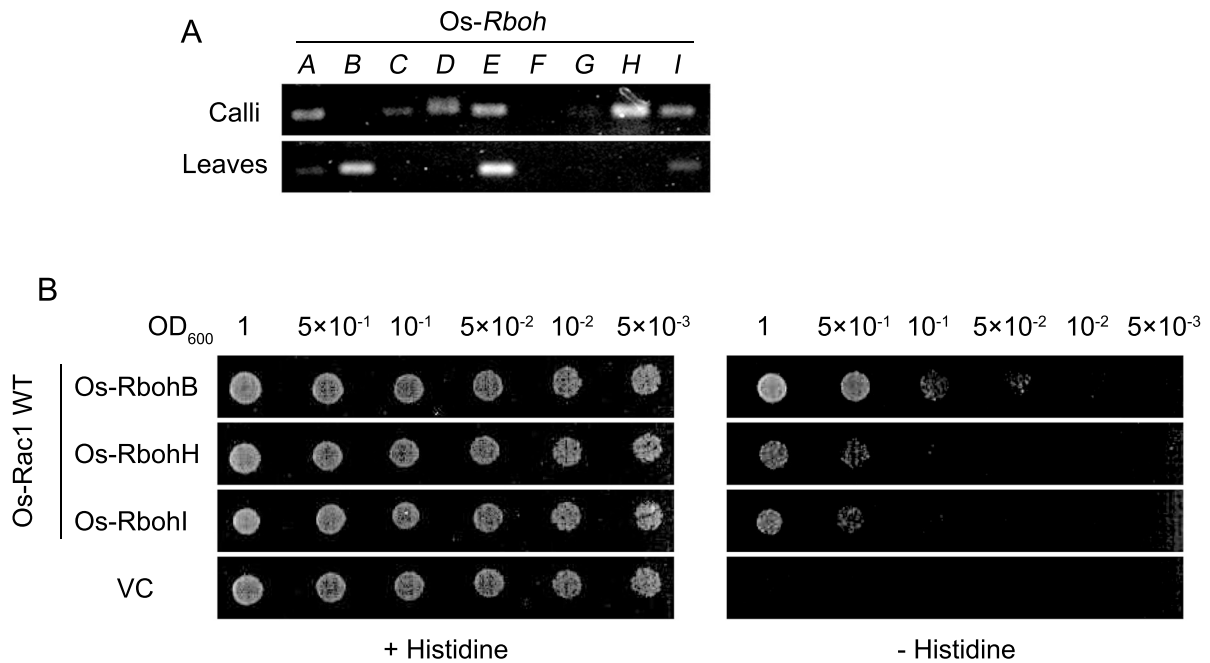 A
Os-Rboh
A B C D E F G H I
Calli
Leaves
B
OD₆₀₀ 1 5×10⁻¹ 10⁻¹ 5×10⁻² 10⁻² 5×10⁻³ 1 5×10⁻¹ 10⁻¹ 5×10⁻² 10⁻² 5×10⁻³
Os-Rac1 WT
Os-RbohB
Os-RbohH
Os-RbohI
VC
+ Histidine - Histidine